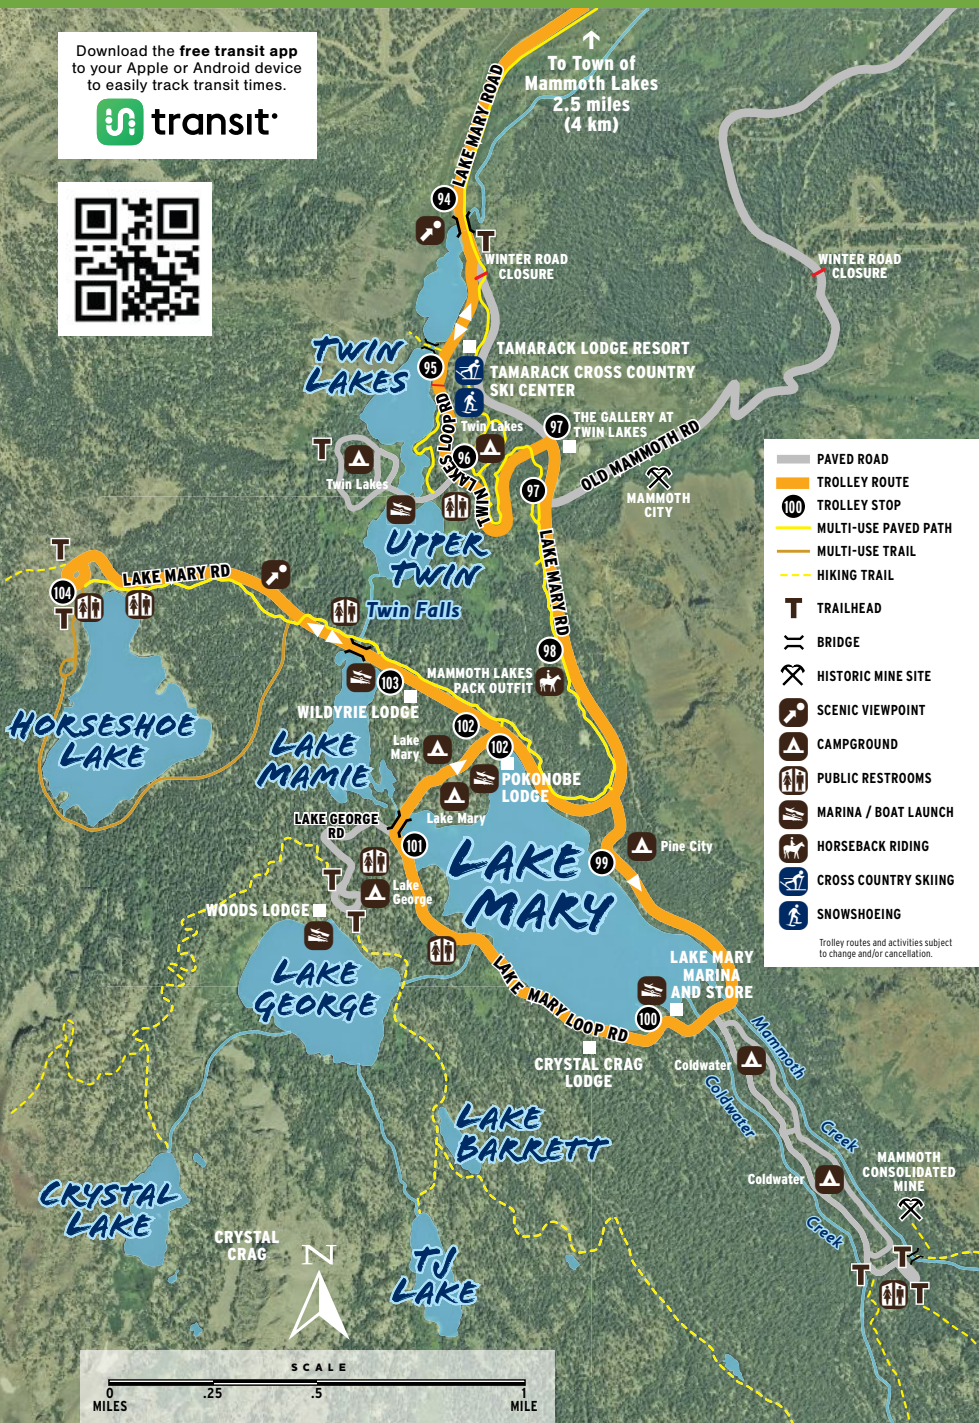 Download the free transit app
to your Apple or Android device
to easily track transit times.
transit
↑
To Town of
Mammoth Lakes
2.5 miles
(4 km)
LAKE MARY ROAD
94
WINTER ROAD
CLOSURE
WINTER ROAD
CLOSURE
TWIN
LAKES
95
TAMARACK LODGE RESORT
TAMARACK CROSS COUNTRY
SKI CENTER
TWIN LAKES LOOP RD
Twin Lakes
96
97
THE GALLERY AT
TWIN LAKES
OLD MAMMOTH RD
97
MAMMOTH
CITY
Twin Lakes
UPPER
TWIN
PAVED ROAD
TROLLEY ROUTE
100
TROLLEY STOP
MULTI-USE PAVED PATH
MULTI-USE TRAIL
HIKING TRAIL
TRAILHEAD
BRIDGE
HISTORIC MINE SITE
SCENIC VIEWPOINT
CAMPGROUND
PUBLIC RESTROOMS
MARINA / BOAT LAUNCH
HORSEBACK RIDING
CROSS COUNTRY SKIING
SNOWSHOEING
Trolley routes and activities subject
to change and/or cancellation.
LAKE MARY RD
104
LAKE MARY RD
Twin Falls
98
MAMMOTH LAKES
PACK OUTFIT
103
WILDYRIE LODGE
HORSESHOE
LAKE
LAKE
MAMIE
102
Lake
Mary
102
POKONOBE
LODGE
Lake Mary
LAKE GEORGE
RD
101
Lake
George
WOODS LODGE
LAKE
MARY
99
Pine City
LAKE
GEORGE
LAKE MARY LOOP RD
LAKE MARY
MARINA
AND STORE
100
CRYSTAL CRAG
LODGE
Coldwater
Mammoth
Creek
Coldwater
Creek
Coldwater
MAMMOTH
CONSOLIDATED
MINE
LAKE
BARRETT
CRYSTAL
LAKE
CRYSTAL
CRAG
TJ
LAKE
N
SCALE
0 .25 .5 1
MILES MILE